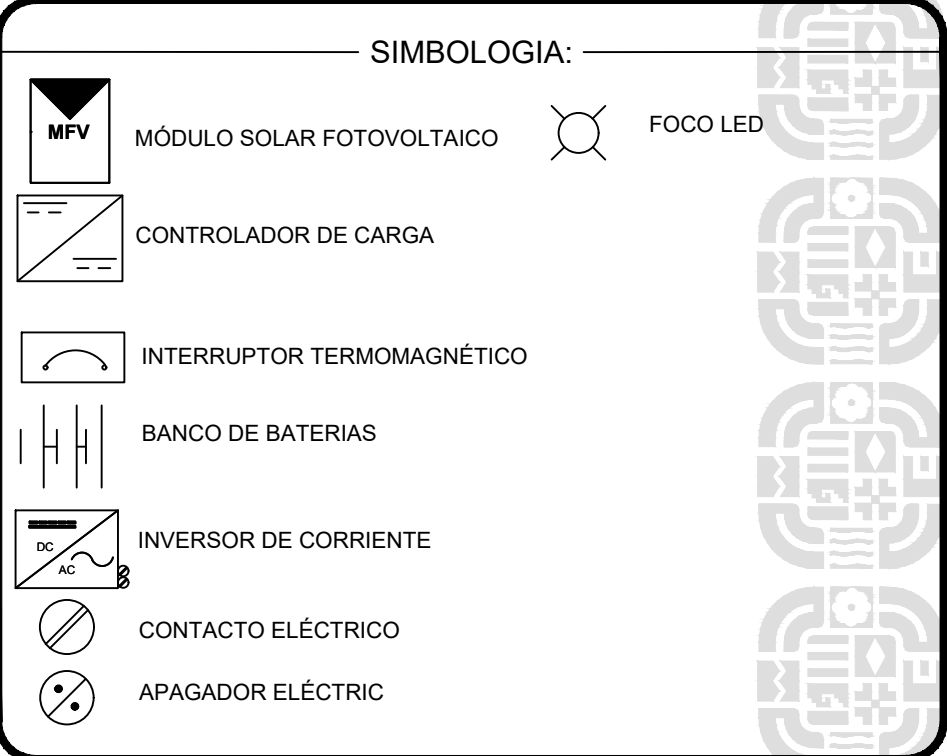 SIMBOLOGIA:
MFV
MÓDULO SOLAR FOTOVOLTAICO
FOCO LED
CONTROLADOR DE CARGA
INTERRUPTOR TERMOMAGNÉTICO
BANCO DE BATERIAS
DC
AC
INVERSOR DE CORRIENTE
CONTACTO ELÉCTRICO
APAGADOR ELÉCTRIC